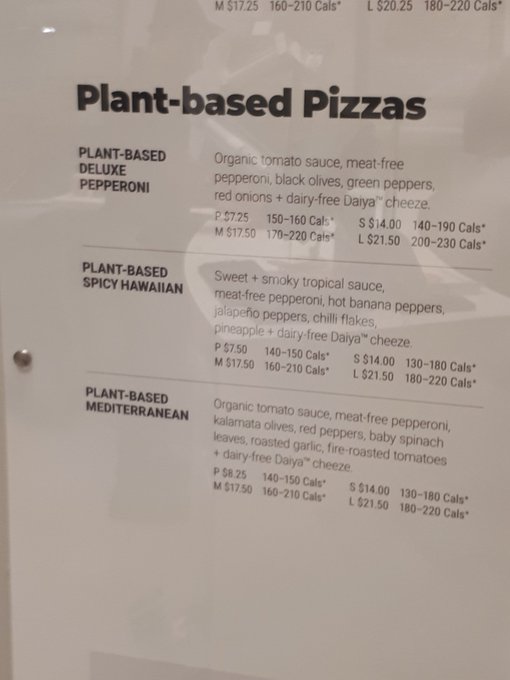 M $17.25 160-210 Cals* L $20.25 180-220 Cals*
Plant-based Pizzas
PLANT-BASED
DELUXE
PEPPERONI
Organic tomato sauce, meat-free
pepperoni, black olives, green peppers,
red onions + dairy-free Daiya™ cheeze.
P $7.25 150-160 Cals* S $14.00 140-190 Cals*
M $17.50 170-220 Cals* L $21.50 200-230 Cals*
PLANT-BASED
SPICY HAWAIIAN
Sweet + smoky tropical sauce,
meat-free pepperoni, hot banana peppers,
jalapeño peppers, chilli flakes,
pineapple + dairy-free Daiya™ cheeze.
P $7.50 140-150 Cals* S $14.00 130-180 Cals*
M $17.50 160-210 Cals* L $21.50 180-220 Cals*
PLANT-BASED
MEDITERRANEAN
Organic tomato sauce, meat-free pepperoni,
kalamata olives, red peppers, baby spinach
leaves, roasted garlic, fire-roasted tomatoes
+ dairy-free Daiya™ cheeze.
P $8.25 140-150 Cals* S $14.00 130-180 Cals*
M $17.50 160-210 Cals* L $21.50 180-220 Cals*